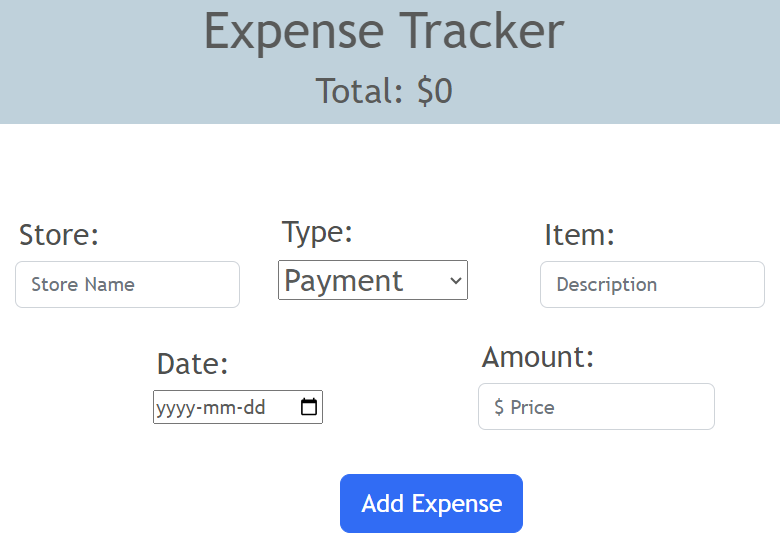 Expense Tracker
Total: $0
Store: Type: Item:
Store Name Payment Description
Date: Amount:
yyyy-mm-dd $ Price
Add Expense